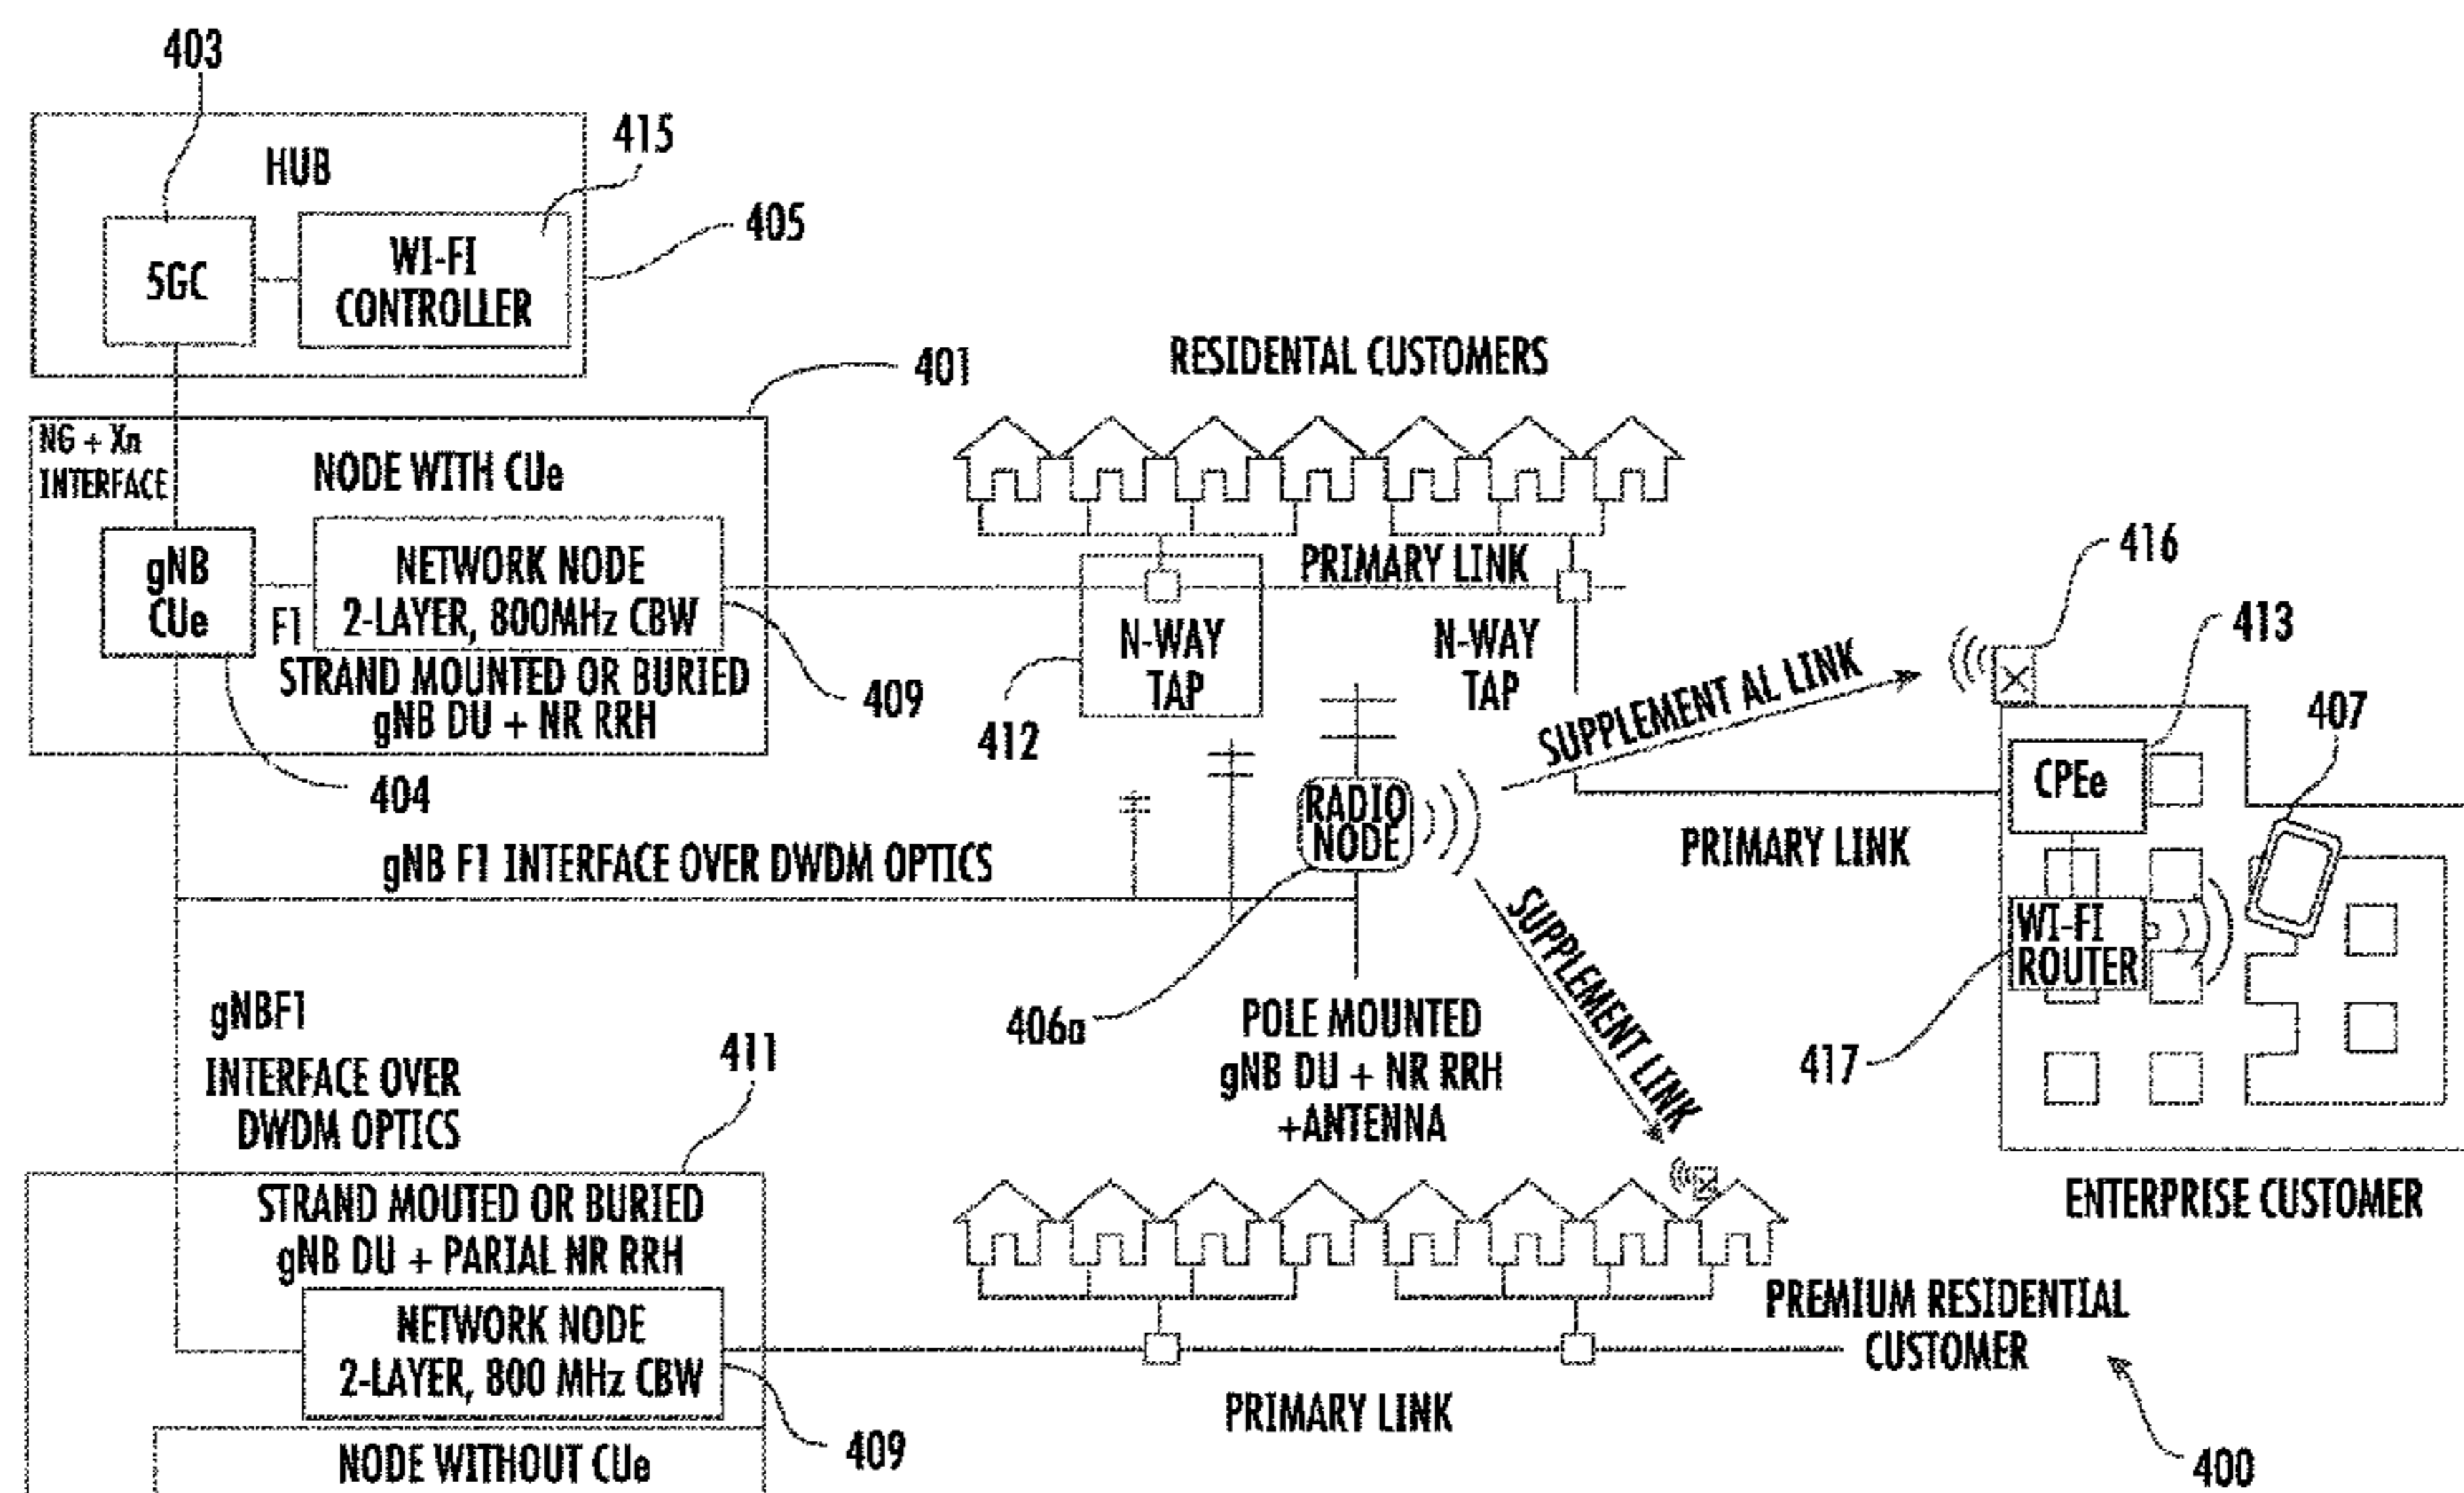 403
HUB
415
405
5GC
WI-FI
CONTROLLER
401
NG + Xn
INTERFACE
NODE WITH CUe
gNB
CUe
F1
NETWORK NODE
2-LAYER, 800MHz CBW
STRAND MOUNTED OR BURIED
gNB DU + NR RRH
409
404
RESIDENTAL CUSTOMERS
PRIMARY LINK
N-WAY
TAP
412
N-WAY
TAP
SUPPLEMENT AL LINK
416
413
407
CPEe
PRIMARY LINK
RADIO
NODE
gNB F1 INTERFACE OVER DWDM OPTICS
WI-FI
ROUTER
406a
POLE MOUNTED
gNB DU + NR RRH
+ANTENNA
SUPPLEMENT LINK
417
ENTERPRISE CUSTOMER
gNBF1
INTERFACE OVER
DWDM OPTICS
411
STRAND MOUTED OR BURIED
gNB DU + PARIAL NR RRH
NETWORK NODE
2-LAYER, 800 MHz CBW
409
NODE WITHOUT CUe
PRIMARY LINK
PREMIUM RESIDENTIAL
CUSTOMER
400